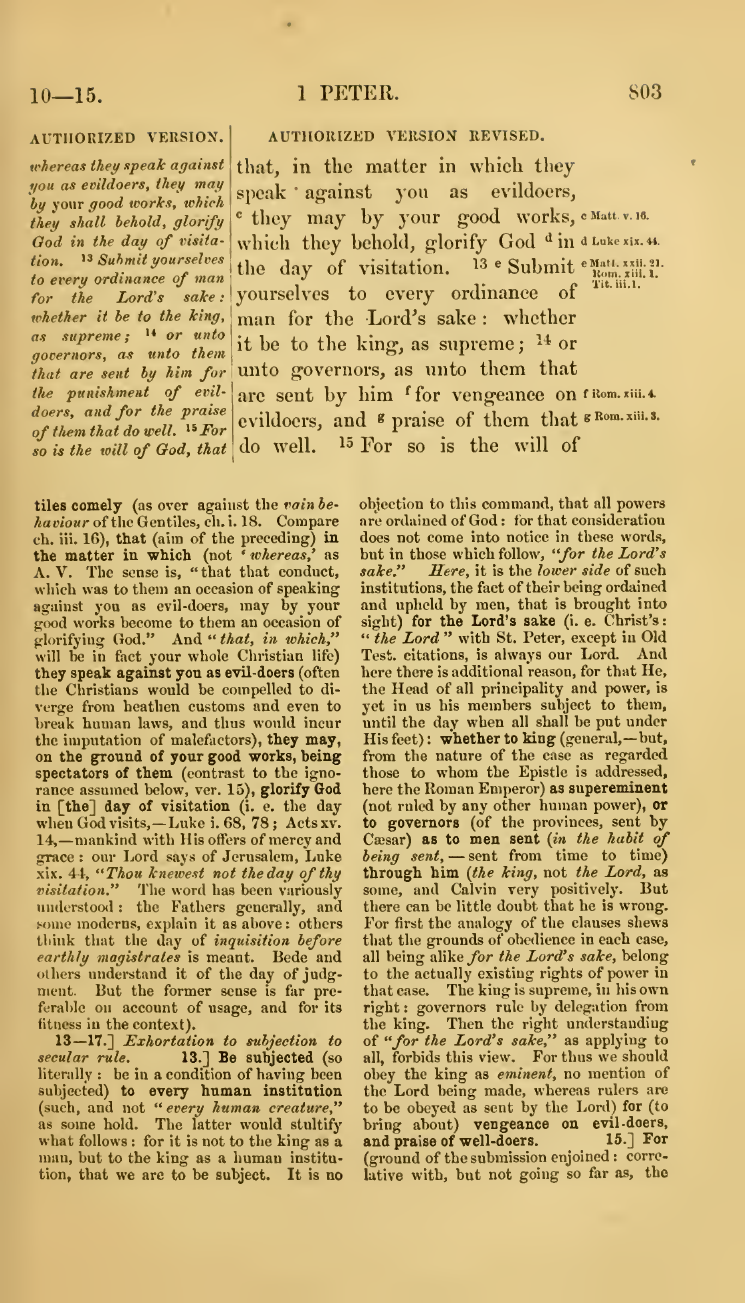 10—15.
1 PETER.
803
AUTHORIZED VERSION.
whereas they speak against
you as evildoers, they may
by your good works, which
they shall behold, glorify
God in the day of visita-
tion. 13 Submit yourselves
to every ordinance of man
for the Lord's sake:
whether it be to the king,
as supreme; 14 or unto
governors, as unto them
that are sent by him for
the punishment of evil-
doers, and for the praise
of them that do well. 15 For
so is the will of God, that
AUTHORIZED VERSION REVISED.
that, in the matter in which they
speak against you as evildoers,
c they may by your good works,
which they behold, glorify God d in
the day of visitation. 13 e Submit
yourselves to every ordinance of
man for the Lord's sake: whether
it be to the king, as supreme; 14 or
unto governors, as unto them that
are sent by him f for vengeance on
evildoers, and g praise of them that
do well. 15 For so is the will of
c Matt. v. 16.
d Luke xix. 44.
e Matt. xxii. 21.
Rom. xiii. 1.
Tit. iii. 1.
f Rom. xiii. 4.
g Rom. xiii. 3.
tiles comely (as over against the vain be-
haviour of the Gentiles, ch. i. 18. Compare
ch. iii. 16), that (aim of the preceding) in
the matter in which (not 'whereas,' as
A. V. The sense is, "that that conduct,
which was to them an occasion of speaking
against you as evil-doers, may by your
good works become to them an occasion of
glorifying God." And "that, in which,"
will be in fact your whole Christian life)
they speak against you as evil-doers (often
the Christians would be compelled to di-
verge from heathen customs and even to
break human laws, and thus would incur
the imputation of malefactors), they may,
on the ground of your good works, being
spectators of them (contrast to the igno-
rance assumed below, ver. 15), glorify God
in [the] day of visitation (i. e. the day
when God visits,—Luke i. 68, 78; Acts xv.
14,—mankind with His offers of mercy and
grace: our Lord says of Jerusalem, Luke
xix. 44, "Thou knewest not the day of thy
visitation." The word has been variously
understood: the Fathers generally, and
some moderns, explain it as above: others
think that the day of inquisition before
earthly magistrates is meant. Bede and
others understand it of the day of judg-
ment. But the former sense is far pre-
ferable on account of usage, and for its
fitness in the context).
13—17.] Exhortation to subjection to
secular rule. 13.] Be subjected (so
literally: be in a condition of having been
subjected) to every human institution
(such, and not "every human creature,"
as some hold. The latter would stultify
what follows: for it is not to the king as a
man, but to the king as a human institu-
tion, that we are to be subject. It is no
objection to this command, that all powers
are ordained of God: for that consideration
does not come into notice in these words,
but in those which follow, "for the Lord's
sake." Here, it is the lower side of such
institutions, the fact of their being ordained
and upheld by men, that is brought into
sight) for the Lord's sake (i. e. Christ's:
"the Lord" with St. Peter, except in Old
Test. citations, is always our Lord. And
here there is additional reason, for that He,
the Head of all principality and power, is
yet in us his members subject to them,
until the day when all shall be put under
His feet): whether to king (general,—but,
from the nature of the case as regarded
those to whom the Epistle is addressed,
here the Roman Emperor) as supereminent
(not ruled by any other human power), or
to governors (of the provinces, sent by
Cæsar) as to men sent (in the habit of
being sent,—sent from time to time)
through him (the king, not the Lord, as
some, and Calvin very positively. But
there can be little doubt that he is wrong.
For first the analogy of the clauses shews
that the grounds of obedience in each case,
all being alike for the Lord's sake, belong
to the actually existing rights of power in
that case. The king is supreme, in his own
right: governors rule by delegation from
the king. Then the right understanding
of "for the Lord's sake," as applying to
all, forbids this view. For thus we should
obey the king as eminent, no mention of
the Lord being made, whereas rulers are
to be obeyed as sent by the Lord) for (to
bring about) vengeance on evil-doers,
and praise of well-doers. 15.] For
(ground of the submission enjoined: corre-
lative with, but not going so far as, the